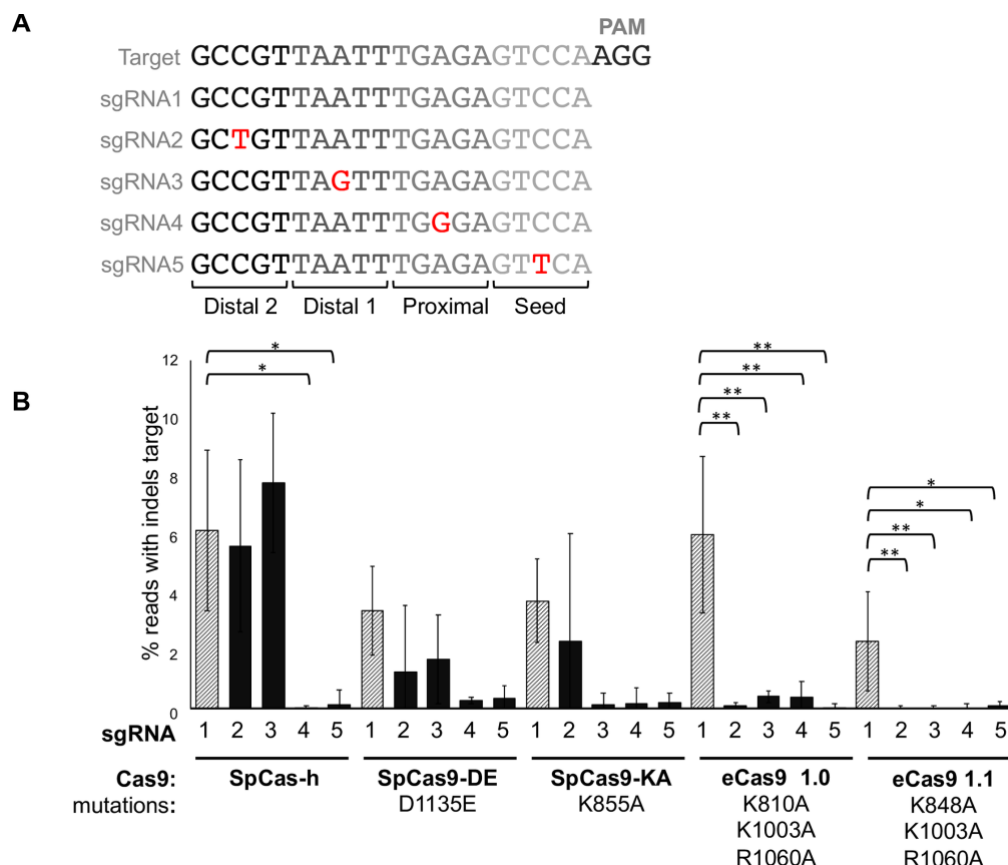 A
PAM
Target GCCGTTAATTTGAGAGTCCAAGG
sgRNA1 GCCGTTAATTTGAGAGTCCA
sgRNA2 GCTGTTAATTTGAGAGTCCA
sgRNA3 GCCGTTAGTTTGAGAGTCCA
sgRNA4 GCCGTTAATTTGGGAGTCCA
sgRNA5 GCCGTTAATTTGAGAGTTCA
Distal 2 Distal 1 Proximal Seed
B
% reads with indels target
12
10
8
6
4
2
0
* *
** ** ** **
* * ** **
sgRNA 1 2 3 4 5 1 2 3 4 5 1 2 3 4 5 1 2 3 4 5 1 2 3 4 5
Cas9: SpCas-h SpCas9-DE SpCas9-KA eCas9 1.0 eCas9 1.1
mutations: D1135E K855A K810A K848A
K1003A K1003A
R1060A R1060A